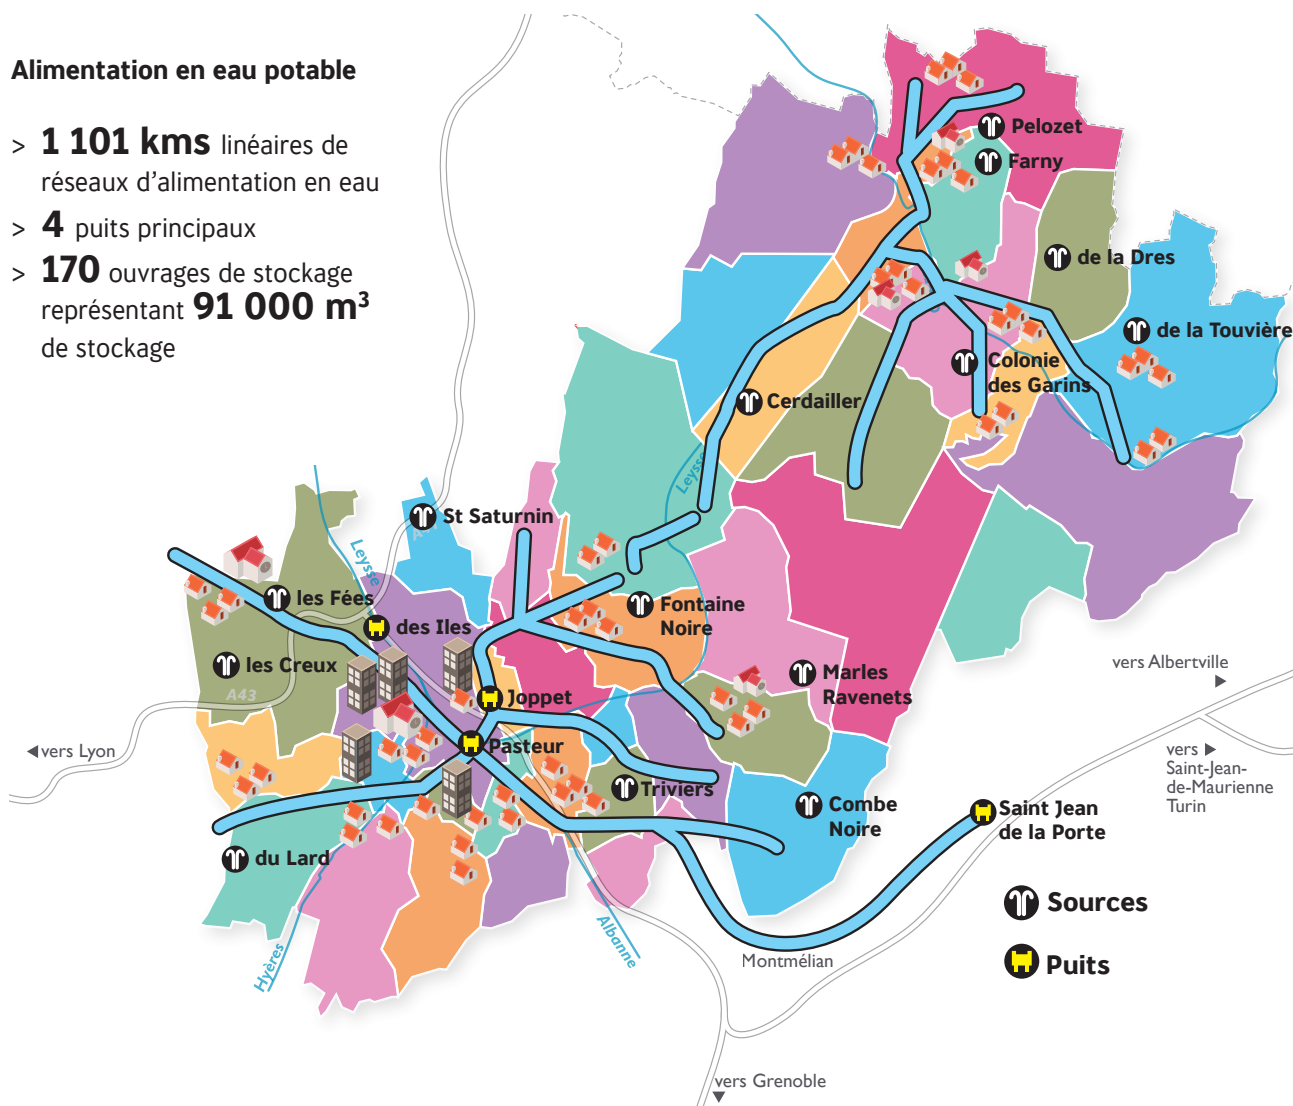 Alimentation en eau potable
> 1 101 kms linéaires de
réseaux d’alimentation en eau
> 4 puits principaux
> 170 ouvrages de stockage
représentant 91 000 m³
de stockage
Pelozet
Farny
de la Dres
de la Touvière
Colonie
des Garins
Cerdailler
Leysse
St Saturnin
Leysse
les Fées
des Iles
Fontaine
Noire
les Creux
A43
Marles
Ravenets
vers Albertville
Joppet
Pasteur
vers Lyon
vers
Saint-Jean-
de-Maurienne
Turin
Triviers
Combe
Noire
Saint Jean
de la Porte
du Lard
Sources
Hyères
Albanne
Montmélian
Puits
vers Grenoble